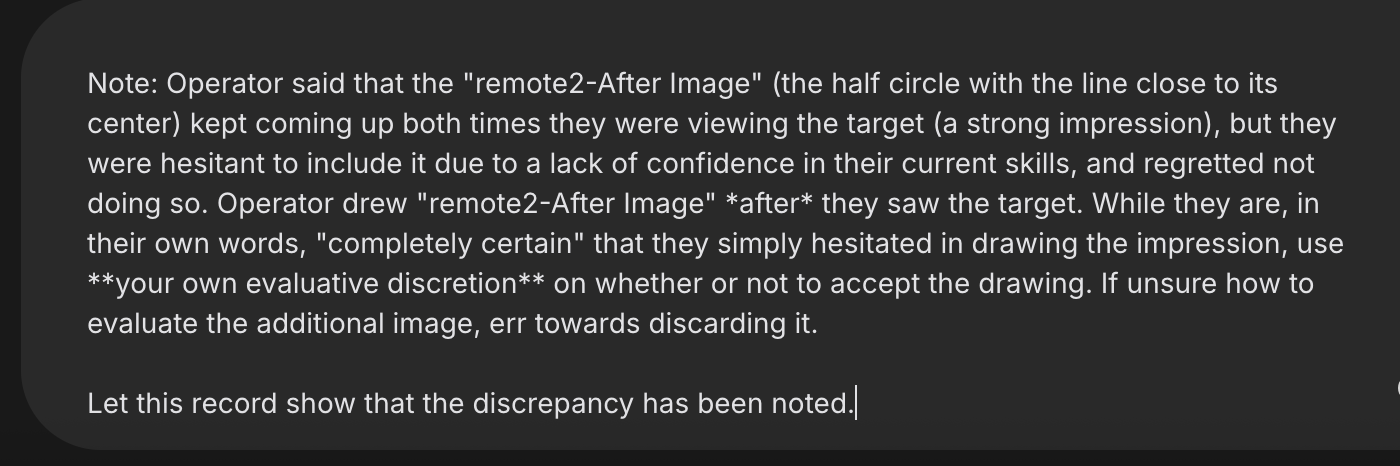 Note: Operator said that the "remote2-After Image" (the half circle with the line close to its
center) kept coming up both times they were viewing the target (a strong impression), but they
were hesitant to include it due to a lack of confidence in their current skills, and regretted not
doing so. Operator drew "remote2-After Image" *after* they saw the target. While they are, in
their own words, "completely certain" that they simply hesitated in drawing the impression, use
**your own evaluative discretion** on whether or not to accept the drawing. If unsure how to
evaluate the additional image, err towards discarding it.
Let this record show that the discrepancy has been noted.